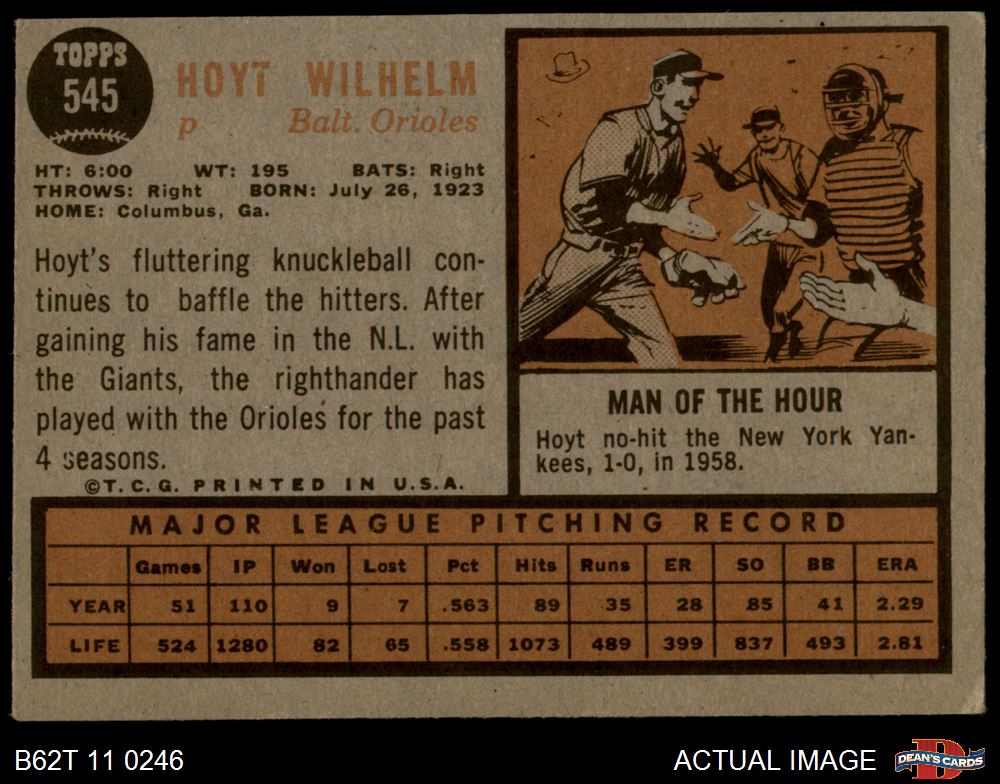 TOPPS
545
HOYT WILHELM
p Balt. Orioles
HT: 6:00 WT: 195 BATS: Right
THROWS: Right BORN: July 26, 1923
HOME: Columbus, Ga.
Hoyt's fluttering knuckleball con-
tinues to baffle the hitters. After
gaining his fame in the N.L. with
the Giants, the righthander has
played with the Orioles for the past
4 seasons.
©T.C.G. PRINTED IN U.S.A.
MAN OF THE HOUR
Hoyt no-hit the New York Yan-
kees, 1-0, in 1958.
MAJOR LEAGUE PITCHING RECORD
Games IP Won Lost Pct Hits Runs ER SO BB ERA
YEAR 51 110 9 7 .563 89 35 28 85 41 2.29
LIFE 524 1280 82 65 .558 1073 489 399 837 493 2.81
B62T 11 0246
ACTUAL IMAGE
DEAN'S CARDS